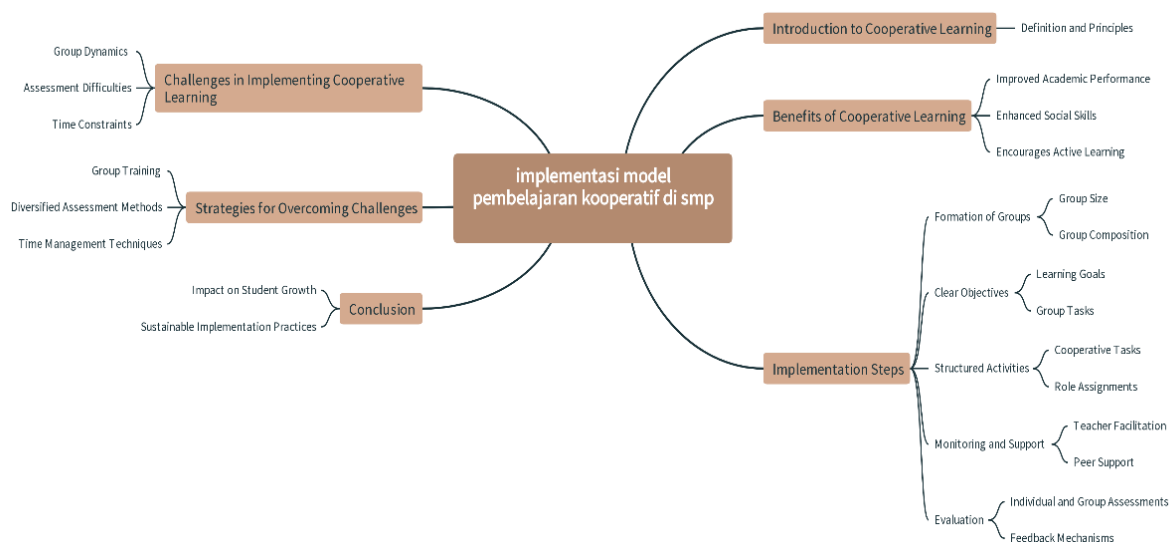 implementasi model
pembelajaran kooperatif di smp
Introduction to Cooperative Learning
Definition and Principles
Benefits of Cooperative Learning
Improved Academic Performance
Enhanced Social Skills
Encourages Active Learning
Implementation Steps
Formation of Groups
Group Size
Group Composition
Clear Objectives
Learning Goals
Group Tasks
Structured Activities
Cooperative Tasks
Role Assignments
Monitoring and Support
Teacher Facilitation
Peer Support
Evaluation
Individual and Group Assessments
Feedback Mechanisms
Challenges in Implementing Cooperative
Learning
Group Dynamics
Assessment Difficulties
Time Constraints
Strategies for Overcoming Challenges
Group Training
Diversified Assessment Methods
Time Management Techniques
Conclusion
Impact on Student Growth
Sustainable Implementation Practices